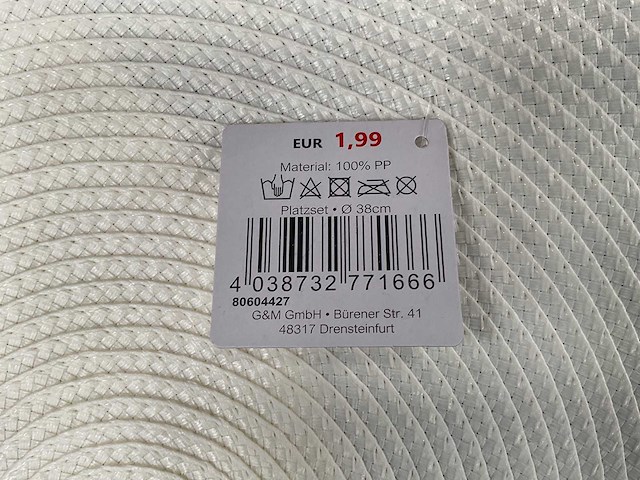 EUR 1,99
Material: 100% PP
Platzset • Ø 38cm
4 038732 771666
80604427
G&M GmbH • Bürener Str. 41
48317 Drensteinfurt